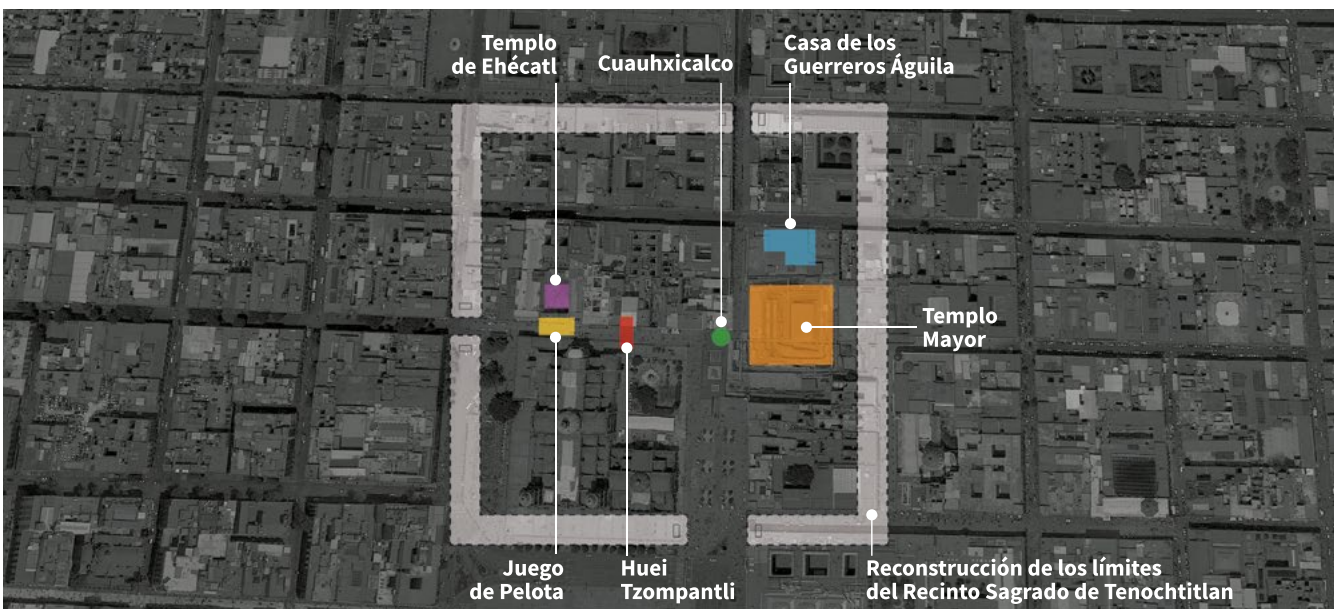 Templo
de Ehécatl
Cuauhxicalco
Casa de los
Guerreros Águila
Templo
Mayor
Juego
de Pelota
Huei
Tzompantli
Reconstrucción de los límites
del Recinto Sagrado de Tenochtitlan